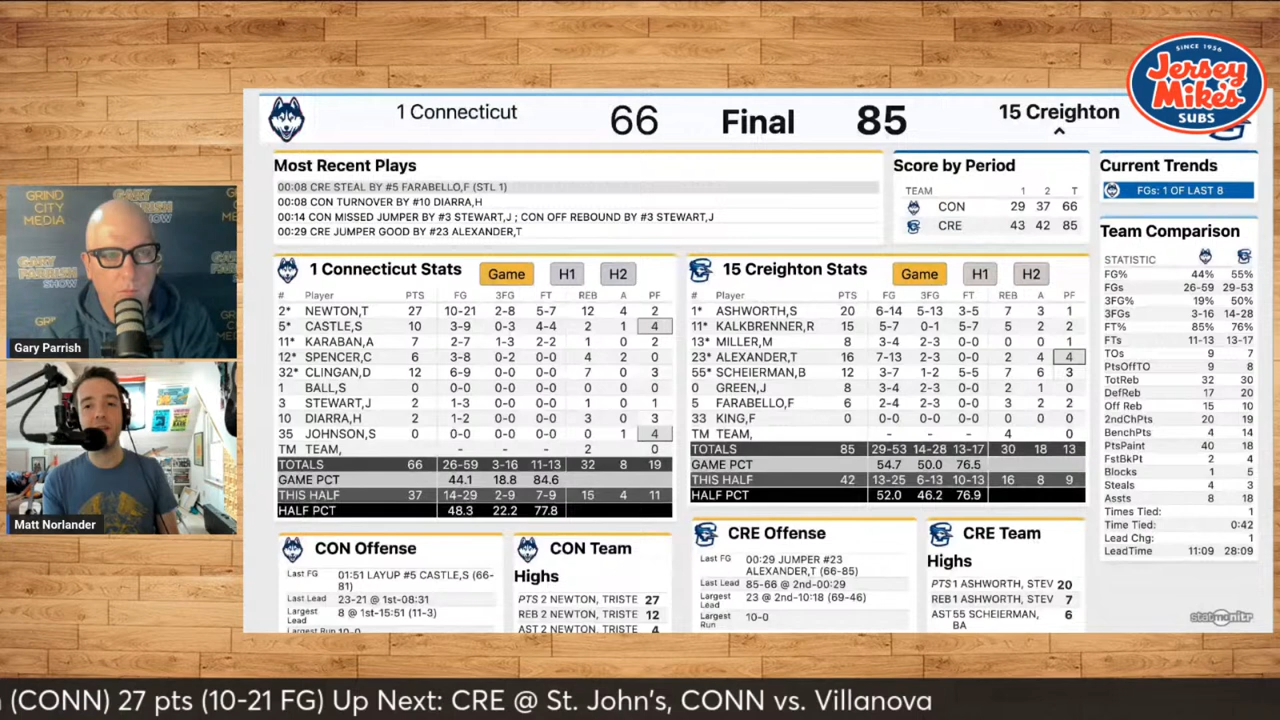 SINCE 1956
Jersey
Mike's
SUBS
1 Connecticut 66 Final 85 15 Creighton
Most Recent Plays
00:08 CRE STEAL BY #5 FARABELLO,F (STL 1)
00:08 CON TURNOVER BY #10 DIARRA,H
00:14 CON MISSED JUMPER BY #3 STEWART,J ; CON OFF REBOUND BY #3 STEWART,J
00:29 CRE JUMPER GOOD BY #23 ALEXANDER,T
Score by Period
TEAM 1 2 T
CON 29 37 66
CRE 43 42 85
Current Trends
FGs: 1 OF LAST 8
GRIND
CITY
MEDIA
GARY
PARRISH
SHOW
Gary Parrish
Matt Norlander
1 Connecticut Stats Game H1 H2
# Player PTS FG 3FG FT REB A PF
2* NEWTON,T 27 10-21 2-8 5-7 12 4 2
5* CASTLE,S 10 3-9 0-3 4-4 2 1 4
11* KARABAN,A 7 2-7 1-3 2-2 1 2 0
12* SPENCER,C 6 3-8 0-2 0-0 4 2 0
32* CLINGAN,D 12 6-9 0-0 0-0 7 0 3
1 BALL,S 0 0-0 0-0 0-0 0 0 0
3 STEWART,J 2 1-3 0-0 0-0 1 0 3
10 DIARRA,H 2 1-2 0-0 0-0 3 0 3
35 JOHNSON,S 0 0-0 0-0 0-0 0 1 4
TM TEAM, - - - 2 0
TOTALS 66 26-59 3-16 11-13 32 8 19
GAME PCT 44.1 18.8 84.6
THIS HALF 37 14-29 2-9 7-9 15 4 11
HALF PCT 48.3 22.2 77.8
15 Creighton Stats Game H1 H2
# Player PTS FG 3FG FT REB A PF
1* ASHWORTH,S 20 6-14 5-13 3-5 7 3 1
11* KALKBRENNER,R 15 5-7 0-1 5-7 5 2 2
13* MILLER,M 8 3-4 2-3 0-0 0 0 1
23* ALEXANDER,T 16 7-13 2-3 0-0 2 4 4
55* SCHEIERMAN,B 12 3-7 1-2 5-5 7 6 3
0 GREEN,J 8 3-4 2-3 0-0 2 1 0
5 FARABELLO,F 6 2-4 2-3 0-0 3 2 2
33 KING,F 0 0-0 0-0 0-0 0 0 0
TM TEAM, - - - 4 0
TOTALS 85 29-53 14-28 13-17 30 18 13
GAME PCT 54.7 50.0 76.5
THIS HALF 42 13-25 6-13 10-13 16 8 9
HALF PCT 52.0 46.2 76.9
Team Comparison
STATISTIC
FG% 44% 55%
FGs 26-59 29-53
3FG% 19% 50%
3FGs 3-16 14-28
FT% 85% 76%
FTs 11-13 13-17
TOs 9 7
PtsOffTO 9 8
TotReb 32 30
DefReb 17 20
Off Reb 15 10
2ndChPts 20 19
BenchPts 4 14
PtsPaint 40 18
FstBkPt 2 4
Blocks 1 5
Steals 4 3
Assts 8 18
Times Tied: 1
Time Tied: 0:42
Lead Chg: 1
LeadTime 11:09 28:09
CON Offense
Last FG 01:51 LAYUP #5 CASTLE,S (66-81)
Last Lead 23-21 @ 1st-08:31
Largest Lead 8 @ 1st-15:51 (11-3)
Largest Run 10-0
CON Team
Highs
PTS 2 NEWTON, TRISTE 27
REB 2 NEWTON, TRISTE 12
AST 2 NEWTON, TRISTE 4
CRE Offense
Last FG 00:29 JUMPER #23 ALEXANDER,T (66-85)
Last Lead 85-66 @ 2nd-00:29
Largest Lead 23 @ 2nd-10:18 (69-46)
Largest Run 10-0
CRE Team
Highs
PTS 1 ASHWORTH, STEV 20
REB 1 ASHWORTH, STEV 7
AST 55 SCHEIERMAN, BA 6
statmonitr
(CONN) 27 pts (10-21 FG) Up Next: CRE @ St. John's, CONN vs. Villanova